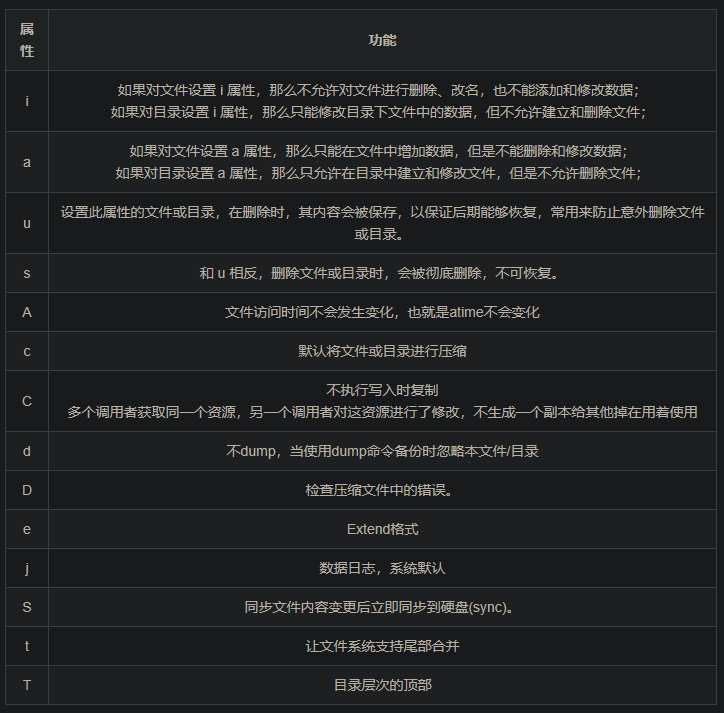 属
性
功能
i
如果对文件设置 i 属性，那么不允许对文件进行删除、改名，也不能添加和修改数据；
如果对目录设置 i 属性，那么只能修改目录下文件中的数据，但不允许建立和删除文件；
a
如果对文件设置 a 属性，那么只能在文件中增加数据，但是不能删除和修改数据；
如果对目录设置 a 属性，那么只允许在目录中建立和修改文件，但是不允许删除文件；
u
设置此属性的文件或目录，在删除时，其内容会被保存，以保证后期能够恢复，常用来防止意外删除文件
或目录。
s
和 u 相反，删除文件或目录时，会被彻底删除，不可恢复。
A
文件访问时间不会发生变化，也就是atime不会变化
c
默认将文件或目录进行压缩
C
不执行写入时复制
多个调用者获取同一个资源，另一个调用者对这资源进行了修改，不生成一个副本给其他掉在用着使用
d
不dump，当使用dump命令备份时忽略本文件/目录
D
检查压缩文件中的错误。
e
Extend格式
j
数据日志，系统默认
S
同步文件内容变更后立即同步到硬盘(sync)。
t
让文件系统支持尾部合并
T
目录层次的顶部